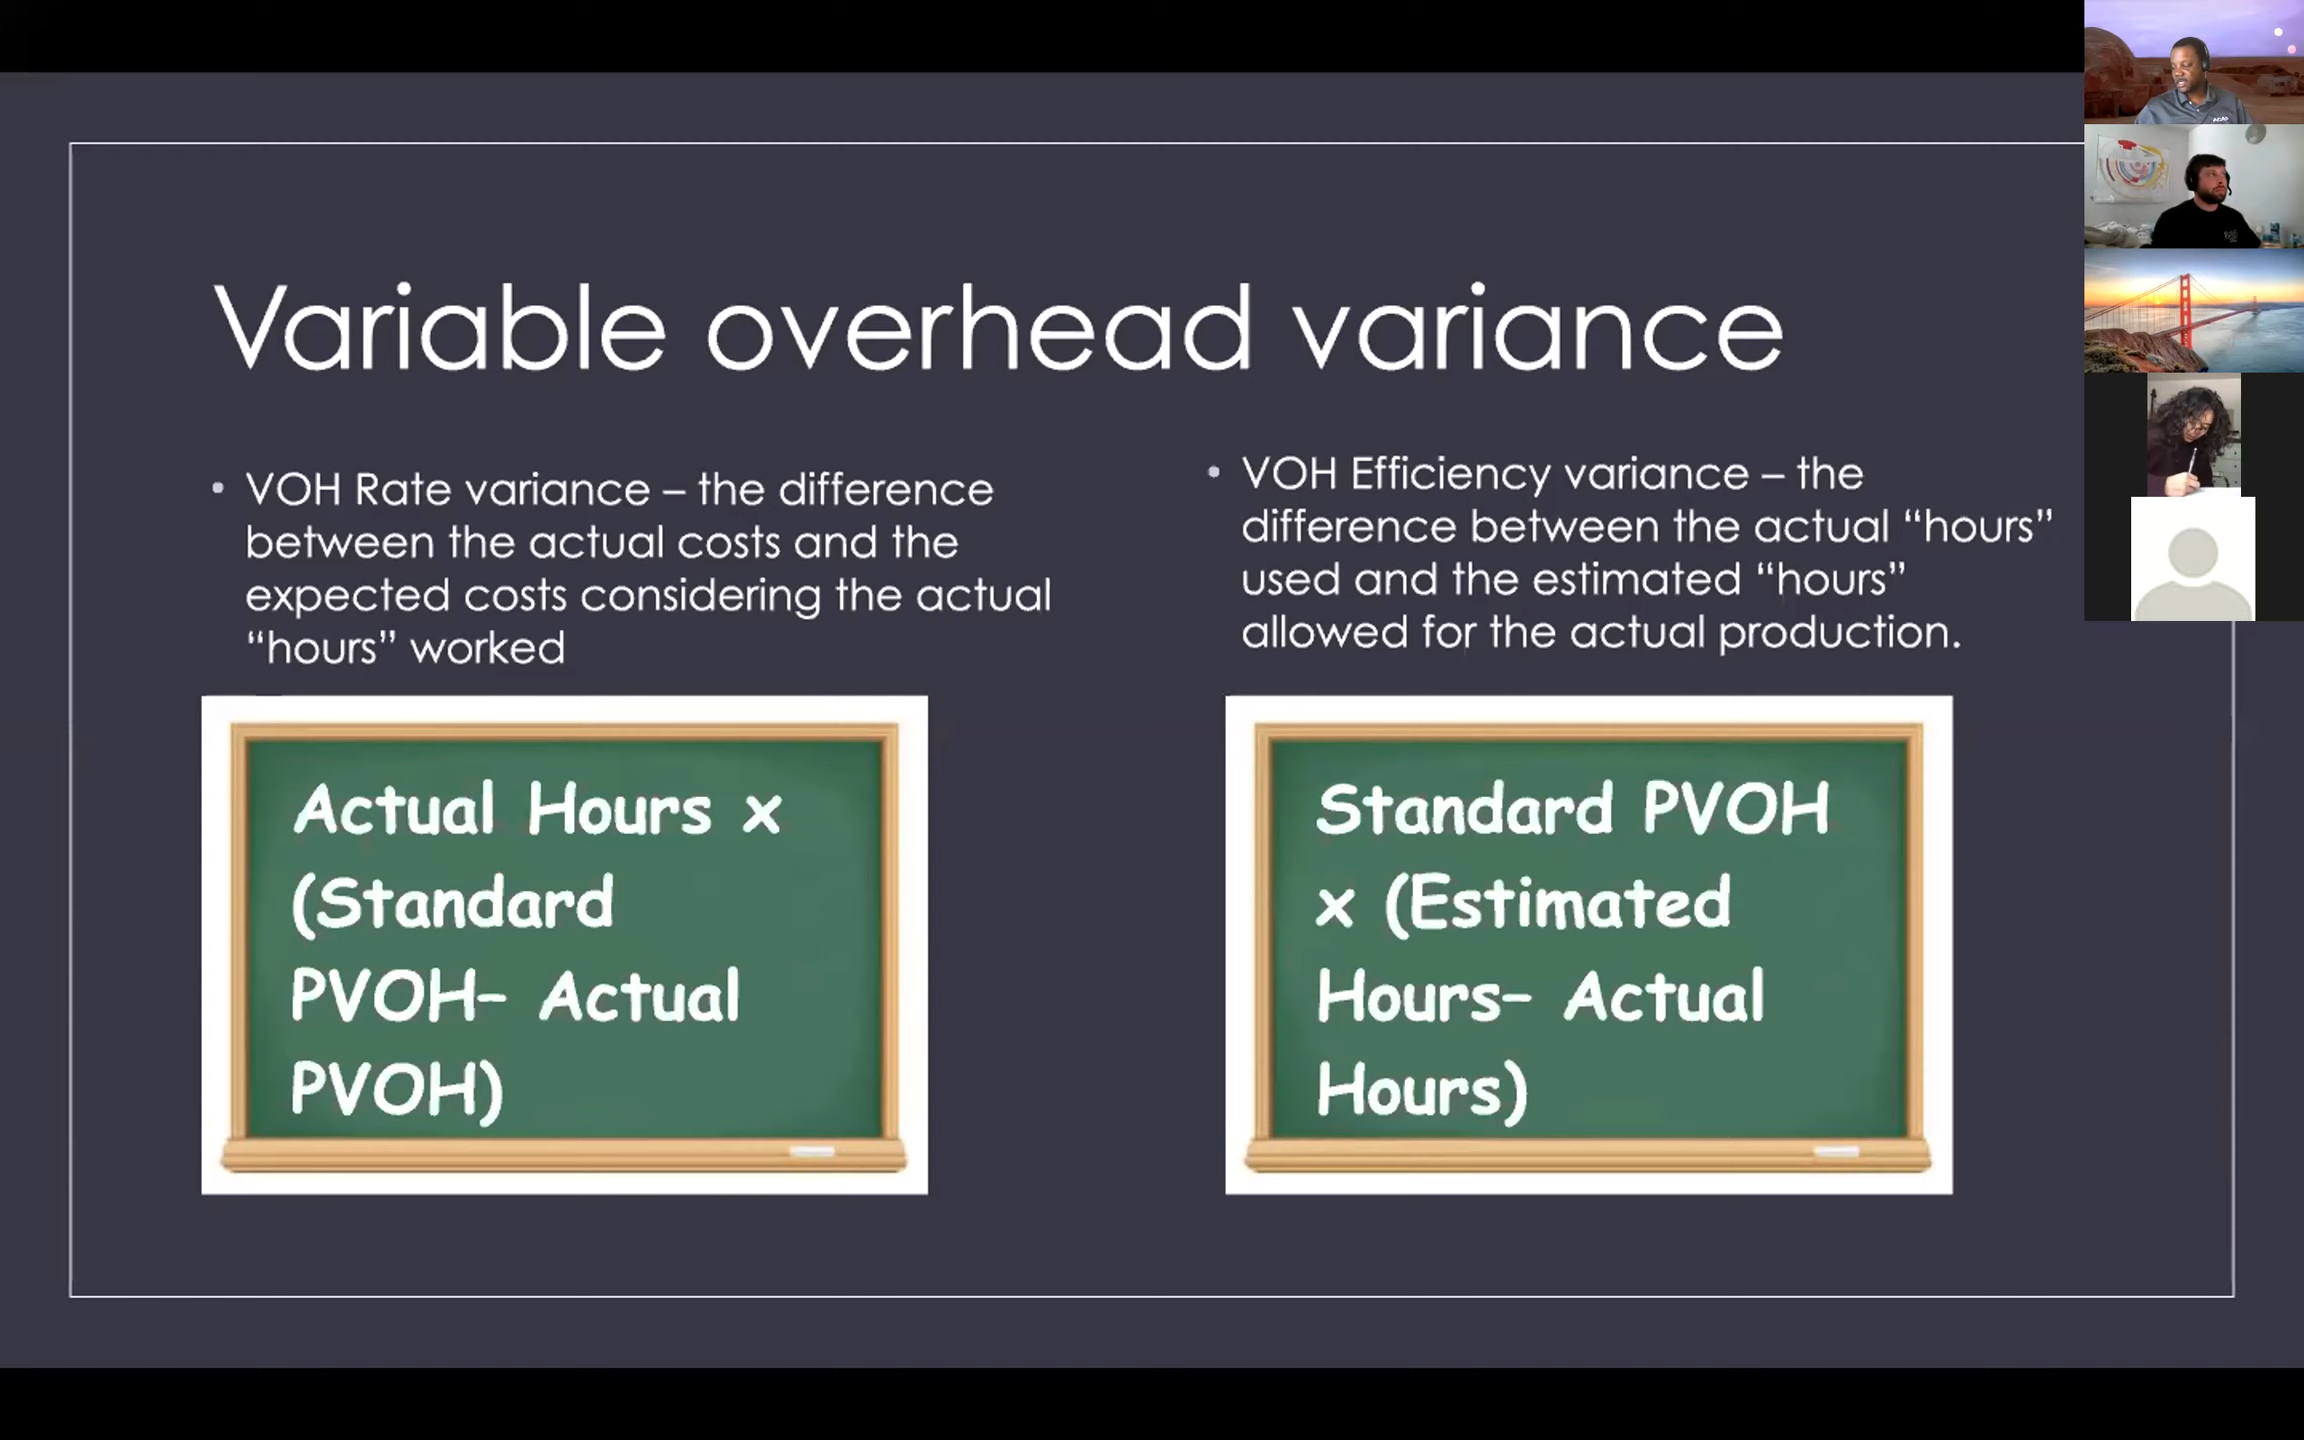 Variable overhead variance
• VOH Rate variance – the difference
between the actual costs and the
expected costs considering the actual
“hours” worked
Actual Hours x
(Standard
PVOH– Actual
PVOH)
• VOH Efficiency variance – the
difference between the actual “hours”
used and the estimated “hours”
allowed for the actual production.
Standard PVOH
x (Estimated
Hours– Actual
Hours)